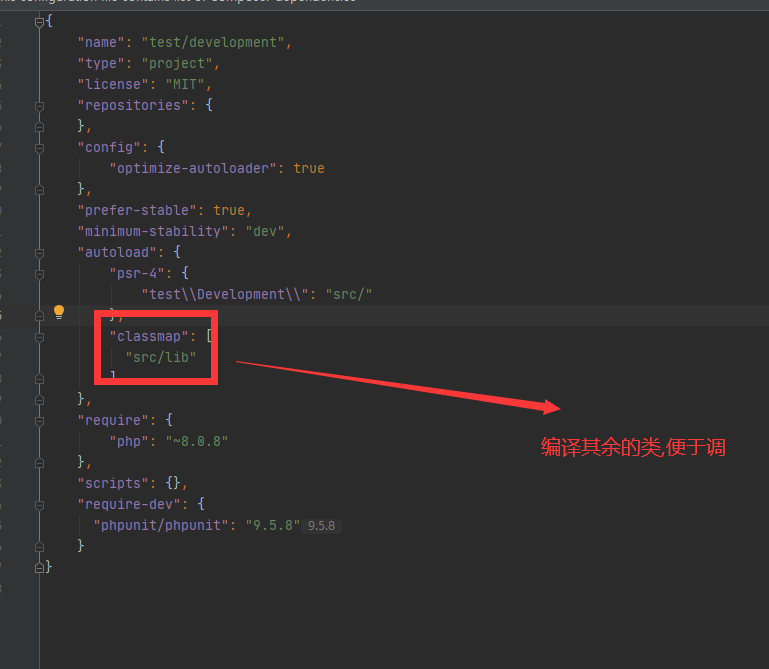 {
"name": "test/development",
"type": "project",
"license": "MIT",
"repositories": {
},
"config": {
"optimize-autoloader": true
},
"prefer-stable": true,
"minimum-stability": "dev",
"autoload": {
"psr-4": {
"test\\Development\\": "src/"
},
"classmap": [
"src/lib"
]
},
"require": {
"php": "~8.0.8"
},
"scripts": {},
"require-dev": {
"phpunit/phpunit": "9.5.8" 9.5.8
}
}
编译其余的类,便于调